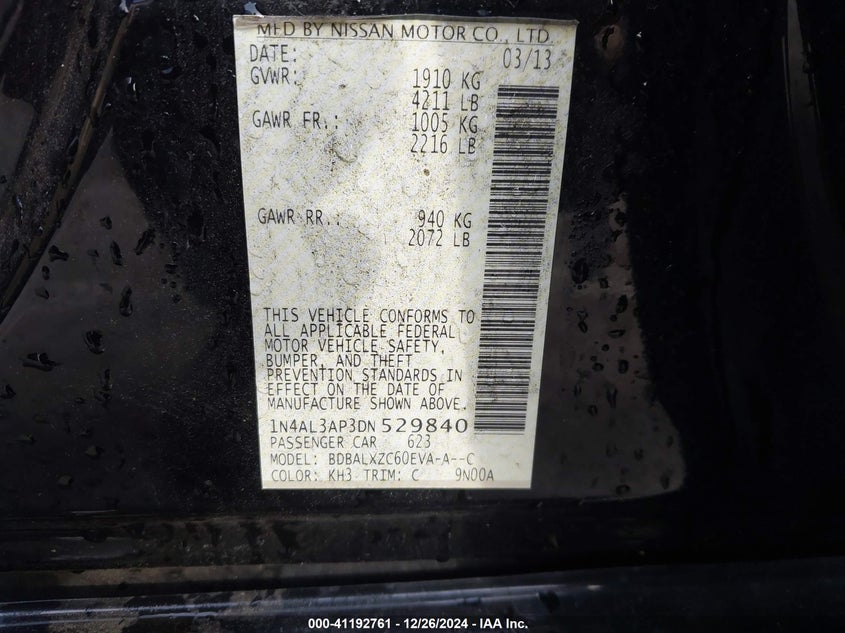 MFD BY NISSAN MOTOR CO., LTD.
DATE: 03/13
GVWR: 1910 KG
4211 LB
GAWR FR.: 1005 KG
2216 LB
GAWR RR.: 940 KG
2072 LB
THIS VEHICLE CONFORMS TO
ALL APPLICABLE FEDERAL
MOTOR VEHICLE SAFETY,
BUMPER, AND THEFT
PREVENTION STANDARDS IN
EFFECT ON THE DATE OF
MANUFACTURE SHOWN ABOVE.
1N4AL3AP3DN529840
PASSENGER CAR 623
MODEL: BDBALXZC60EVA-A--C
COLOR: KH3 TRIM: C 9N00A
000-41192761 - 12/26/2024 - IAA Inc.